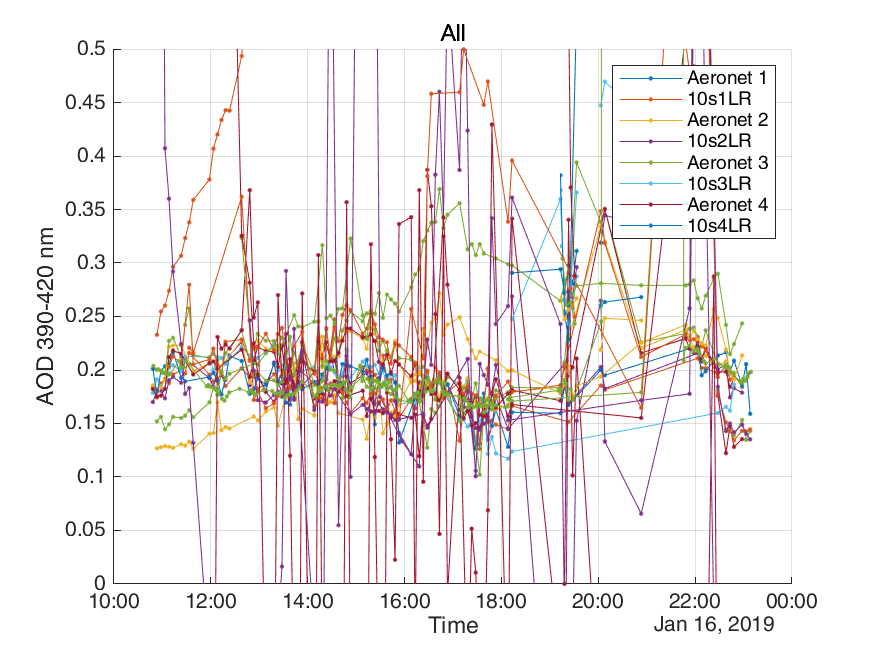 All
0.5
0.45
0.4
0.35
0.3
0.25
0.2
0.15
0.1
0.05
0
AOD 390-420 nm
Aeronet 1
10s1LR
Aeronet 2
10s2LR
Aeronet 3
10s3LR
Aeronet 4
10s4LR
10:00 12:00 14:00 16:00 18:00 20:00 22:00 00:00
Time
Jan 16, 2019